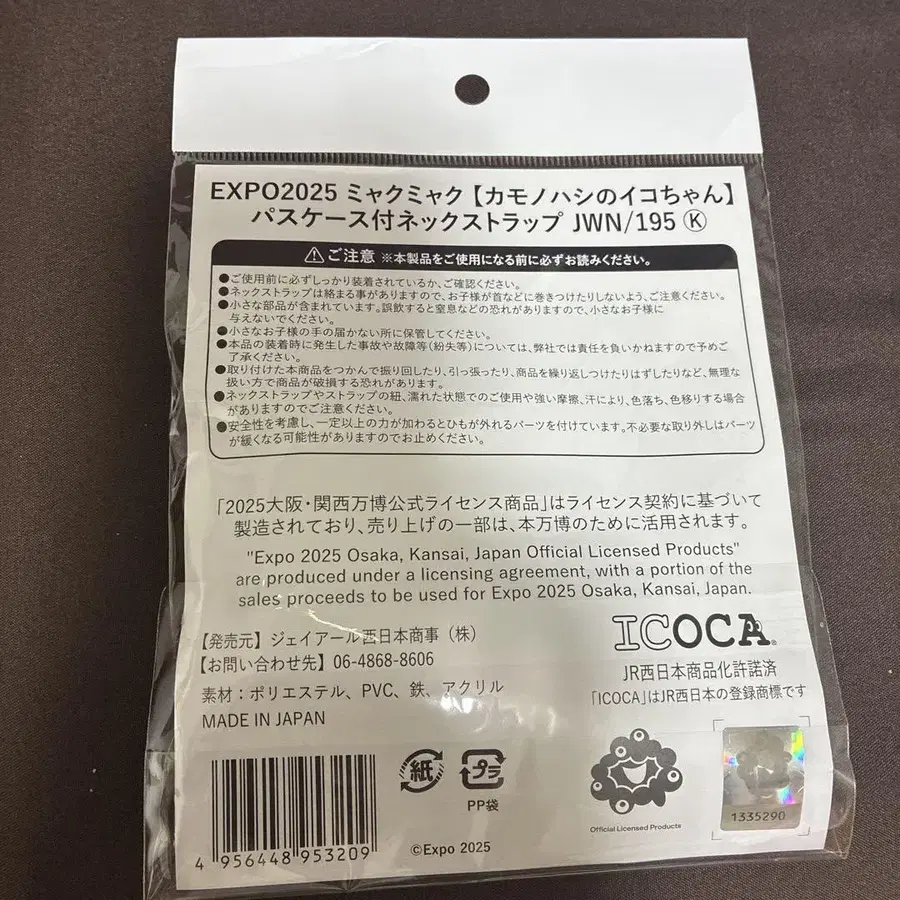 EXPO2025 ミャクミャク【カモノハシのイコちゃん】
パスケース付ネックストラップ JWN/195 Ⓚ
⚠ご注意 ※本製品をご使用になる前に必ずお読みください。
●ご使用前に必ずしっかり装着されているか、ご確認ください。
●ネックストラップは絡まる事がありますので、お子様が首などに巻きつけたりしないよう、ご注意ください。
●小さな部品が含まれています。誤飲すると窒息などの恐れがありますので、小さなお子様に
与えないでください。
●小さなお子様の手の届かない所に保管してください。
●本品の装着時に発生した事故や故障等(紛失等)については、弊社では責任を負いかねますので予めご
了承ください。
●取り付けた本商品をつかんで振り回したり、引っ張ったり、商品を繰り返しつけたりはずしたりなど、無理な
扱い方で商品が破損する恐れがあります。
●ネックストラップやストラップの紐、濡れた状態でのご使用や強い摩擦、汗により、色落ち、色移りする場合
がありますのでご注意ください。
●安全性を考慮し、一定以上の力が加わるとひもが外れるパーツを付けています。不必要な取り外しはパーツ
が緩くなる可能性がありますのでお止めください。
「2025大阪・関西万博公式ライセンス商品」はライセンス契約に基づいて
製造されており、売り上げの一部は、本万博のために活用されます。
"Expo 2025 Osaka, Kansai, Japan Official Licensed Products"
are produced under a licensing agreement, with a portion of the
sales proceeds to be used for Expo 2025 Osaka, Kansai, Japan.
【発売元】ジェイアール西日本商事（株）
【お問い合わせ先】06-4868-8606
素材：ポリエステル、PVC、鉄、アクリル
MADE IN JAPAN
ICOCA®
JR西日本商品化許諾済
「ICOCA」はJR西日本の登録商標です
紙
プラ
PP袋
Official Licensed Products
1335290
4 956448 953209
©Expo 2025